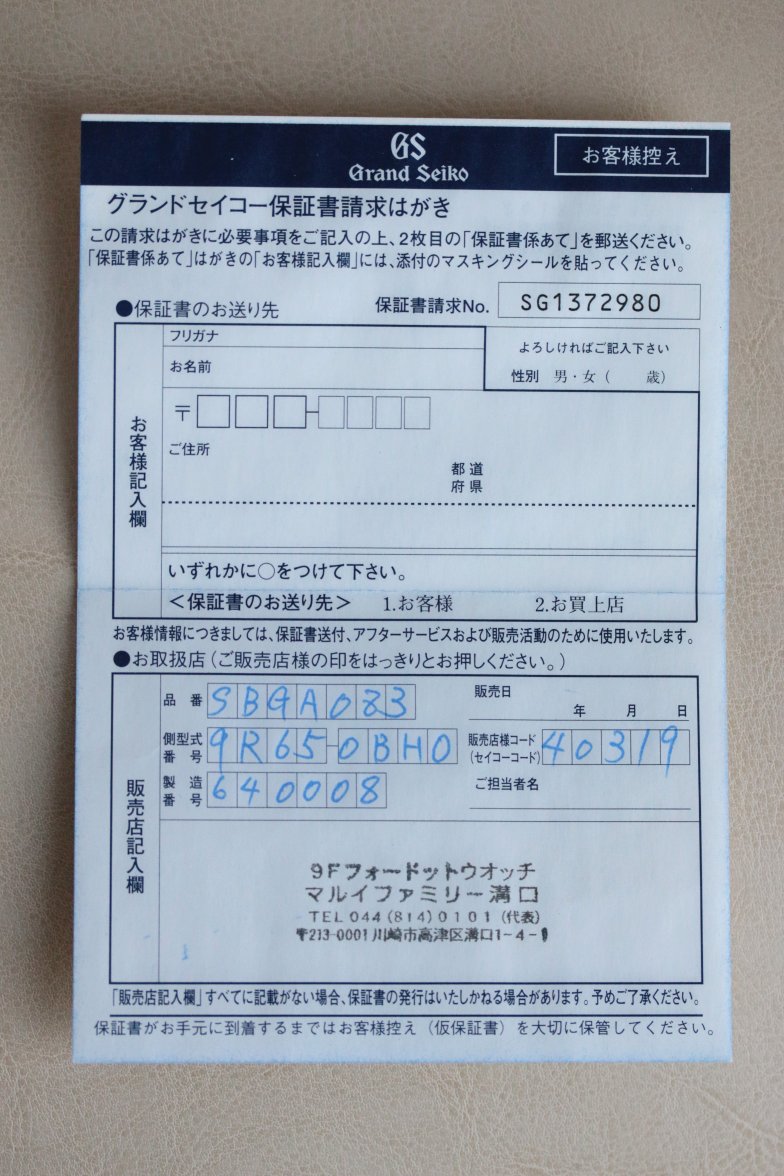 GS
Grand Seiko
お客様控え
グランドセイコー保証書請求はがき
この請求はがきに必要事項をご記入の上、2枚目の「保証書係あて」を郵送ください。
「保証書係あて」はがきの「お客様記入欄」には、添付のマスキングシールを貼ってください。
●保証書のお送り先
保証書請求No. SG1372980
お客様記入欄
フリガナ
お名前
よろしければご記入下さい
性別 男・女( 歳)
〒
ご住所
都道
府県
いずれかに○をつけて下さい。
<保証書のお送り先> 1.お客様 2.お買上店
お客様情報につきましては、保証書送付、アフターサービスおよび販売活動のために使用いたします。
●お取扱店(ご販売店様の印をはっきりとお押しください。)
販売店記入欄
品番 SBGA083
販売日
年 月 日
側型式番号 9R65-0BH0
販売店様コード
(セイコーコード) 40319
製造番号 640008
ご担当者名
9Fフォードットウオッチ
マルイファミリー溝口
TEL 044(814)0101(代表)
〒213-0001川崎市高津区溝口1-4-1
「販売店記入欄」すべてに記載がない場合、保証書の発行はいたしかねる場合があります。予めご了承ください。
保証書がお手元に到着するまではお客様控え(仮保証書)を大切に保管してください。